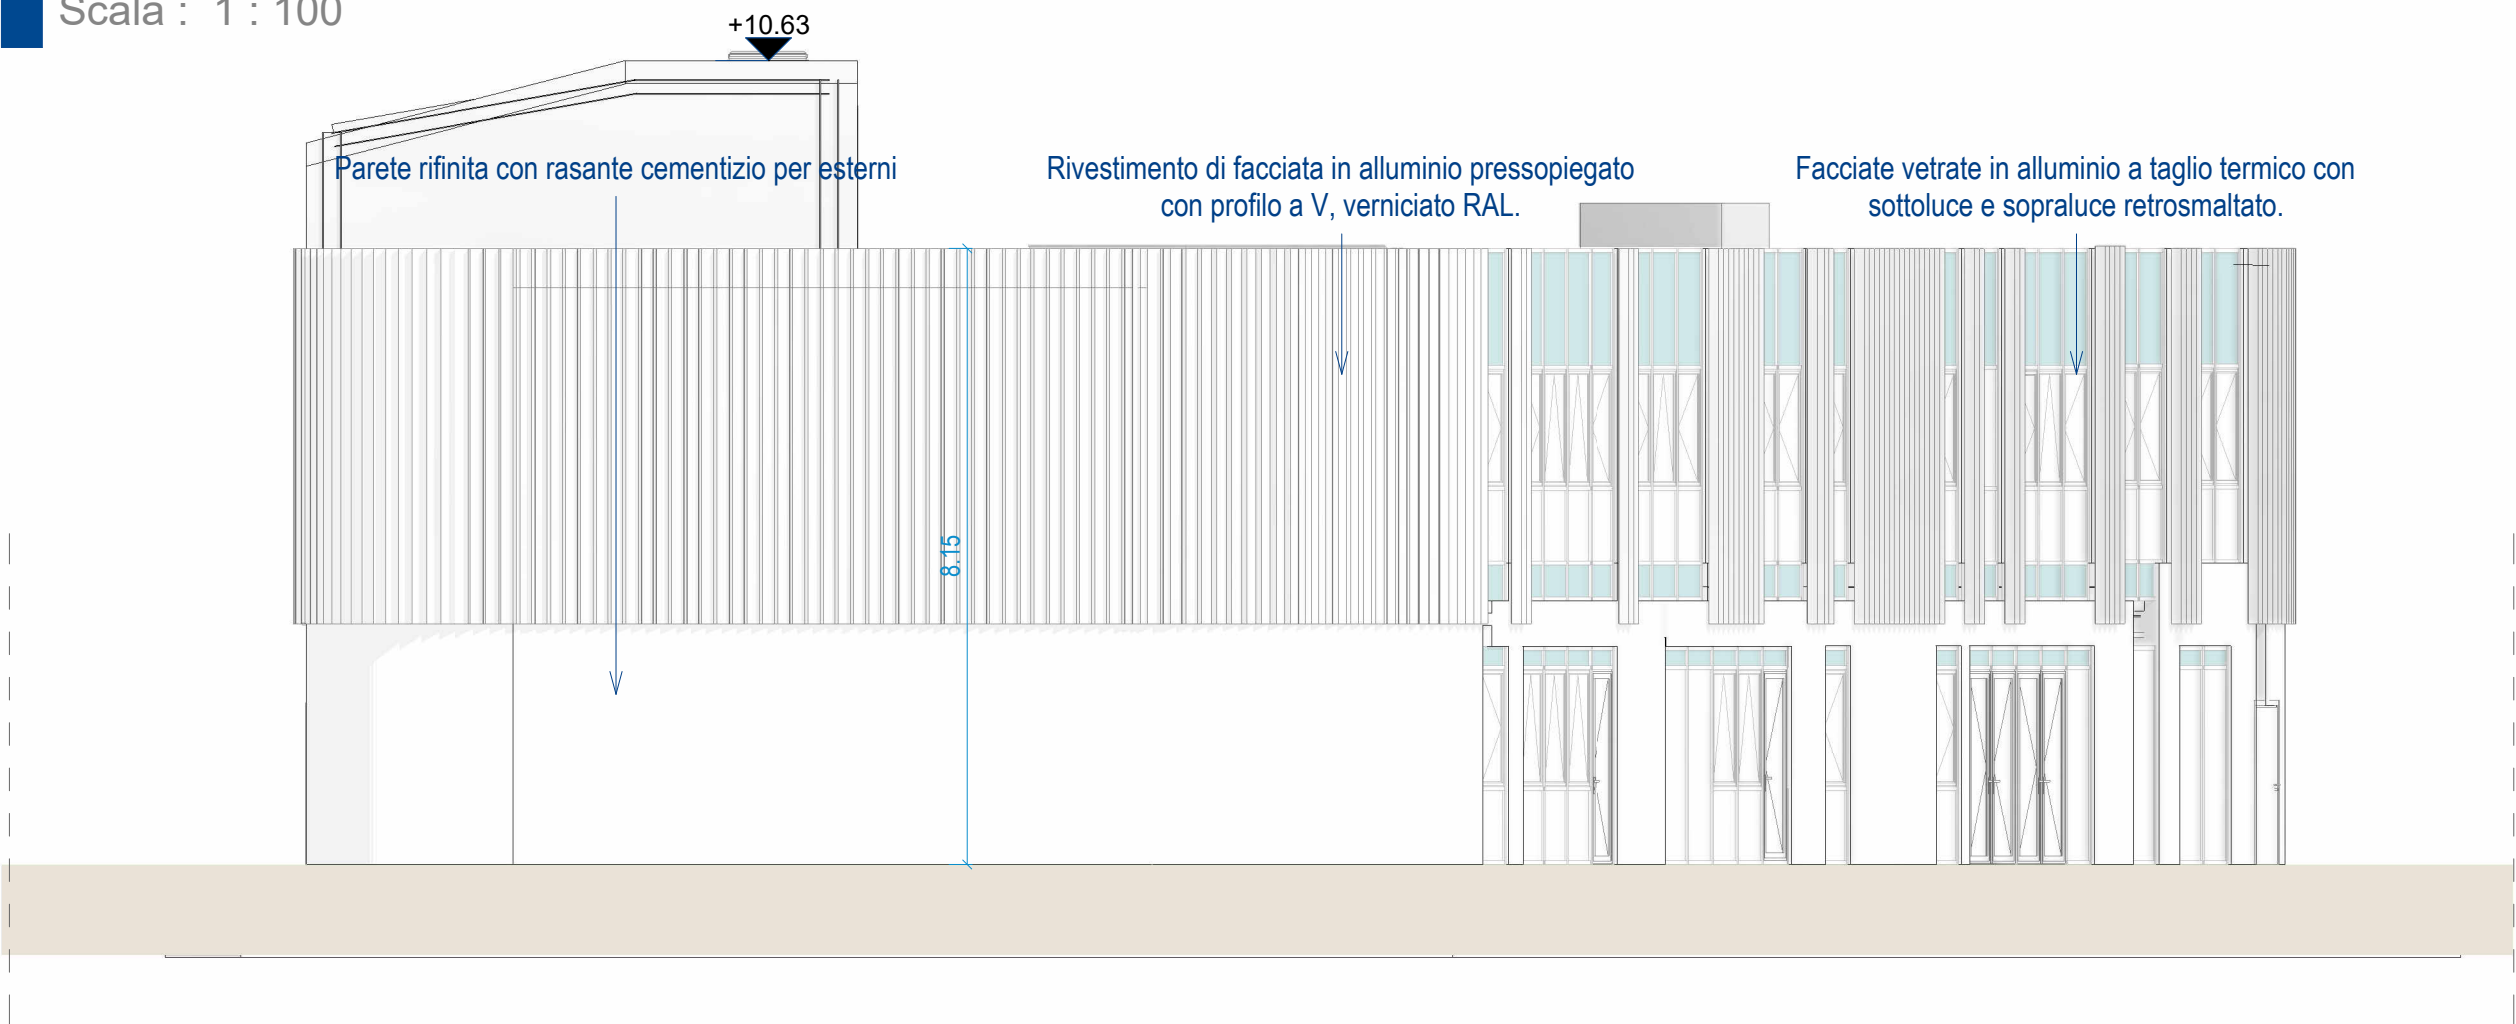 Scala : 1 : 100
+10.63
Parete rifinita con rasante cementizio per esterni
Rivestimento di facciata in alluminio pressopiegato
con profilo a V, verniciato RAL.
Facciate vetrate in alluminio a taglio termico con
sottoluce e sopraluce retrosmaltato.
8.15